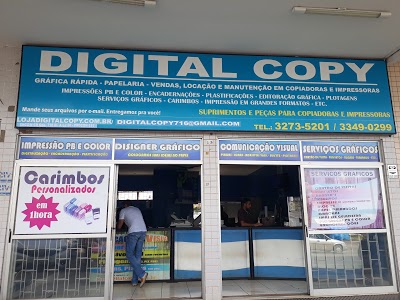 DIGITAL COPY
GRÁFICA RÁPIDA - PAPELARIA - VENDAS, LOCAÇÃO E MANUTENÇÃO EM COPIADORAS E IMPRESSORAS
IMPRESSÕES PB E COLOR - ENCADERNAÇÕES - PLASTIFICAÇÕES - EDITORAÇÃO GRÁFICA - PLOTAGENS
SERVIÇOS GRÁFICOS - CARIMBOS - IMPRESSÃO EM GRANDES FORMATOS - ETC.
Mande seus arquivos por e-mail. Entregamos pra você!
SUPRIMENTOS E PEÇAS PARA COPIADORAS E IMPRESSORAS
LOJADIGITALCOPY.COM.BR / DIGITALCOPY716@GMAIL.COM
TEL.: 3273-5201 / 3349-0299
IMPRESSÃO PB E COLOR
DESIGNER GRÁFICO
COMUNICAÇÃO VISUAL
SERVIÇOS GRÁFICOS
Carimbos
Personalizados
em
1hora
SERVIÇOS GRÁFICOS